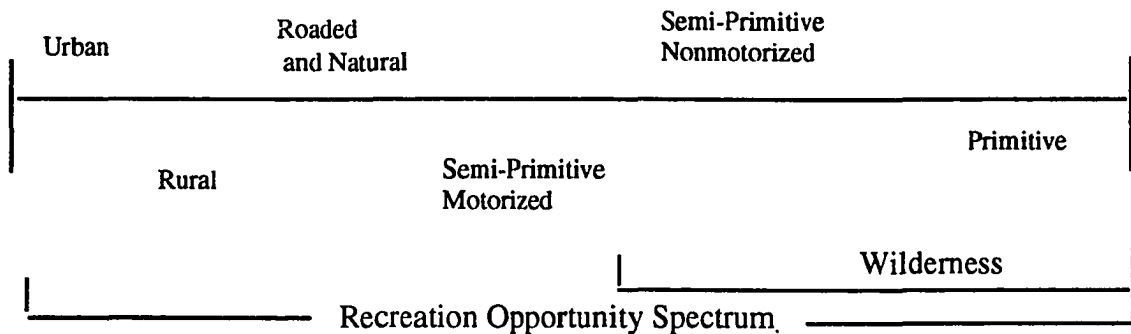 Urban
Roaded
and Natural
Semi-Primitive
Nonmotorized
Rural
Semi-Primitive
Motorized
Primitive
Wilderness
Recreation Opportunity Spectrum